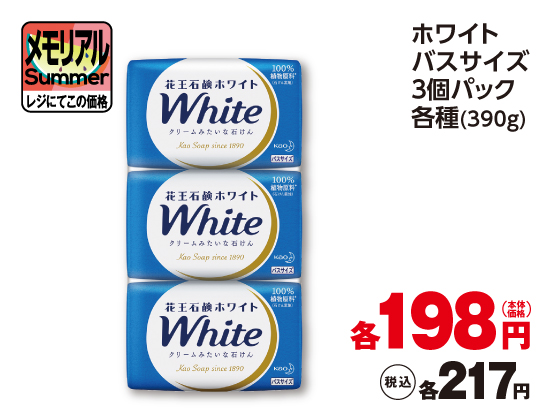 メモリアル
Summer
レジにてこの価格
ホワイト
バスサイズ
3個パック
各種(390g)
100%
植物原料*
花王石鹸ホワイト
White
クリームみたいな石けん
Kao Soap since 1890
Kao
バスサイズ
100%
植物原料*
花王石鹸ホワイト
White
クリームみたいな石けん
Kao Soap since 1890
Kao
バスサイズ
100%
植物原料*
花王石鹸ホワイト
White
クリームみたいな石けん
Kao Soap since 1890
Kao
バスサイズ
各198円(本体価格)
税込 各217円